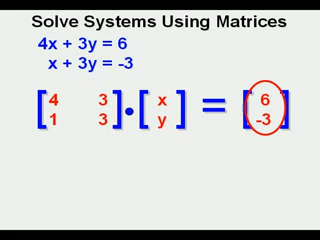 Solve Systems Using Matrices
4x + 3y = 6
x + 3y = -3
[4 3] • [x] = [6]
[1 3] [y] [-3]